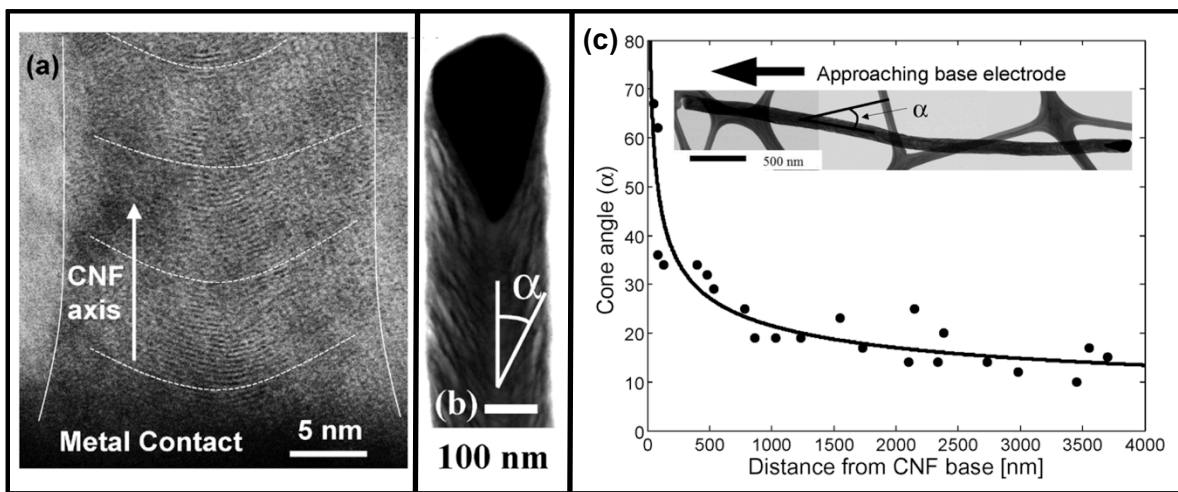 (a)
CNF
axis
Metal Contact
5 nm
α
(b)
100 nm
(c)
80
70
60
50
40
30
20
10
0
Cone angle (α)
Approaching base electrode
α
500 nm
0 500 1000 1500 2000 2500 3000 3500 4000
Distance from CNF base [nm]